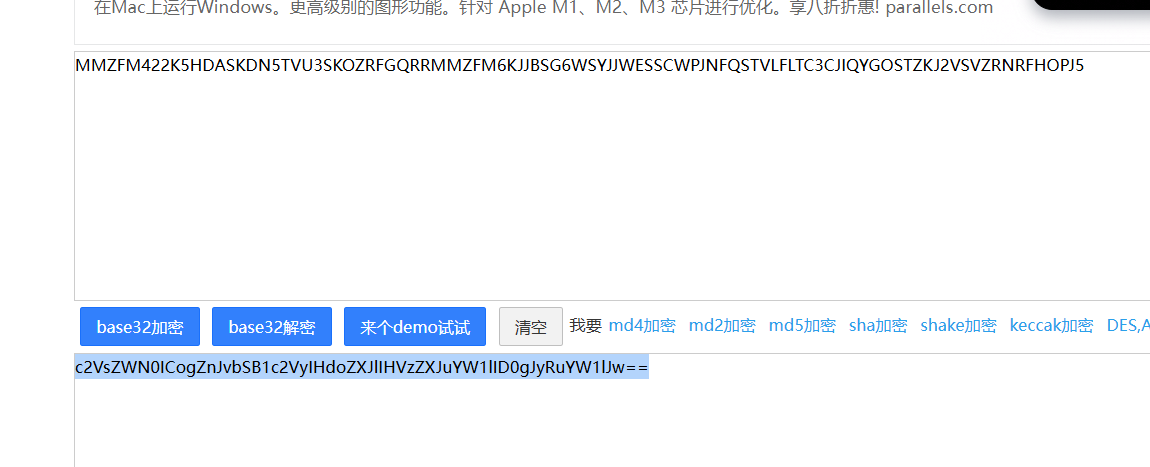 在Mac上运行Windows。更高级别的图形功能。针对 Apple M1、M2、M3 芯片进行优化。享八折折惠! parallels.com
MMZFM422K5HDASKDN5TVU3SKOZRFGQRRMMZFM6KJJBSG6WSYJJWESSCWPJNFQSTVLFLTC3CJIQYGOSTZKJ2VSVZRNRFHOPJ5
base32加密 base32解密 来个demo试试 清空 我要 md4加密 md2加密 md5加密 sha加密 shake加密 keccak加密 DES,A
c2VsZWN0ICogZnJvbSB1c2VyIHdoZXJlIHVzZXJuYW1lID0gJyRuYW1lJw==